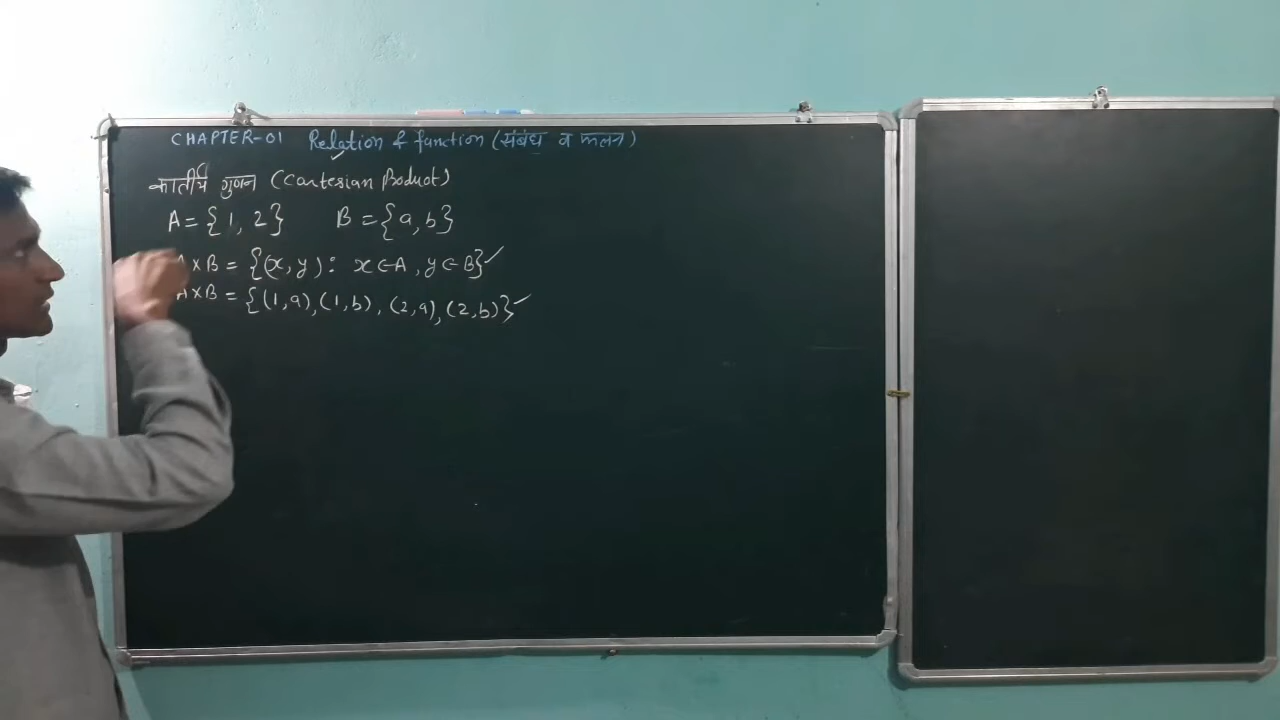 CHAPTER-01 Relation & function (संबंध व फलन)
कार्तीय गुणन (Cartesian Product)
A = {1, 2} B = {a, b}
A×B = {(x, y) : x ∈ A, y ∈ B} ✓
A×B = {(1, a), (1, b), (2, a), (2, b)} ✓